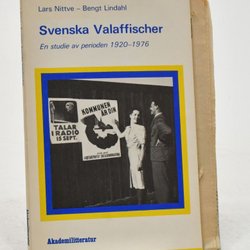 Lars Nittve – Bengt Lindahl
Svenska Valaffischer
En studie av perioden 1920–1976
KOMMUNEN
ÄR DIN
TALAR
I RADIO
15 SEPT.
Akademilitteratur